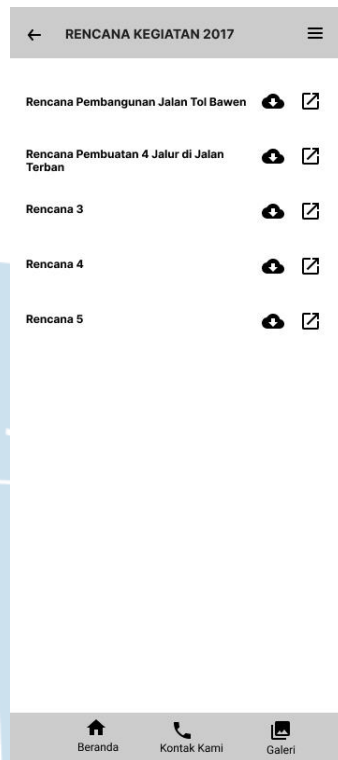 RENCANA KEGIATAN 2017
Rencana Pembangunan Jalan Tol Bawen
Rencana Pembuatan 4 Jalur di Jalan
Terban
Rencana 3
Rencana 4
Rencana 5
Beranda
Kontak Kami
Galeri